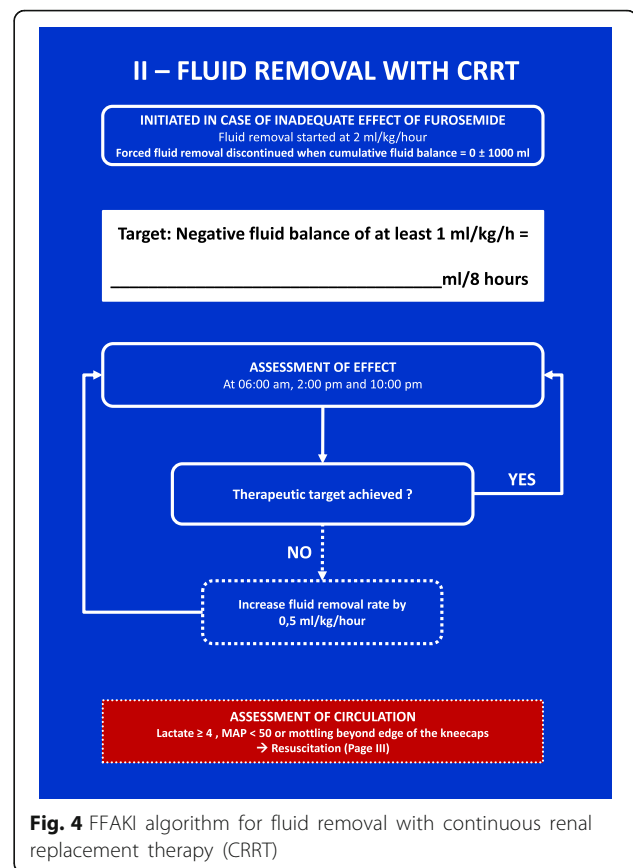 II – FLUID REMOVAL WITH CRRT
INITIATED IN CASE OF INADEQUATE EFFECT OF FUROSEMIDE
Fluid removal started at 2 ml/kg/hour
Forced fluid removal discontinued when cumulative fluid balance = 0 ± 1000 ml
Target: Negative fluid balance of at least 1 ml/kg/h =
____________________________________ml/8 hours
ASSESSMENT OF EFFECT
At 06:00 am, 2:00 pm and 10:00 pm
Therapeutic target achieved ?
YES
NO
Increase fluid removal rate by
0,5 ml/kg/hour
ASSESSMENT OF CIRCULATION
Lactate ≥ 4 , MAP < 50 or mottling beyond edge of the kneecaps
→ Resuscitation (Page III)
Fig. 4 FFAKI algorithm for fluid removal with continuous renal
replacement therapy (CRRT)